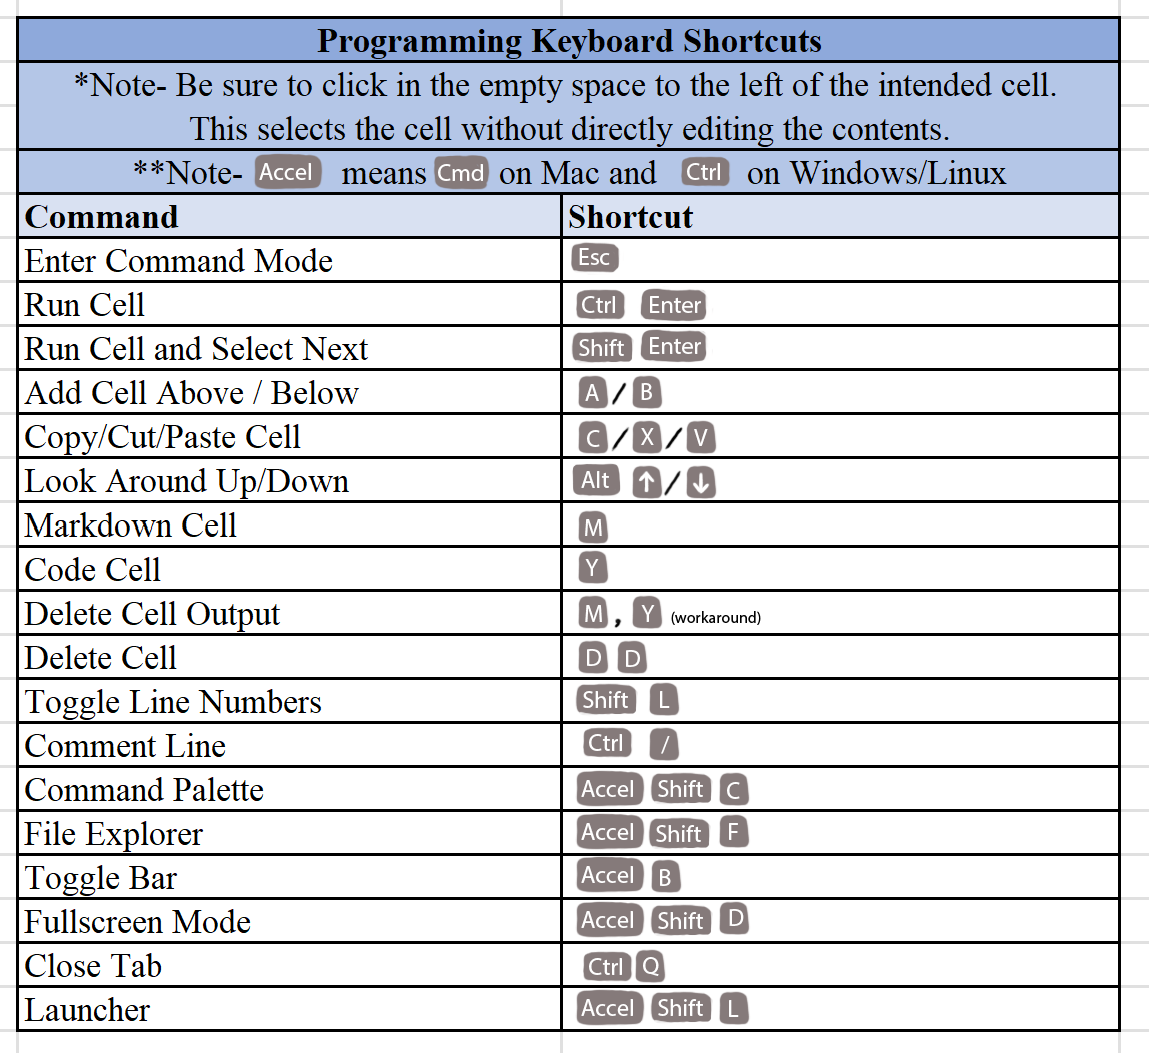 Programming Keyboard Shortcuts
*Note- Be sure to click in the empty space to the left of the intended cell.
This selects the cell without directly editing the contents.
**Note- Accel means Cmd on Mac and Ctrl on Windows/Linux
Command Shortcut
Enter Command Mode Esc
Run Cell Ctrl Enter
Run Cell and Select Next Shift Enter
Add Cell Above / Below A / B
Copy/Cut/Paste Cell C / X / V
Look Around Up/Down Alt ↑ / ↓
Markdown Cell M
Code Cell Y
Delete Cell Output M , Y (workaround)
Delete Cell D D
Toggle Line Numbers Shift L
Comment Line Ctrl /
Command Palette Accel Shift C
File Explorer Accel Shift F
Toggle Bar Accel B
Fullscreen Mode Accel Shift D
Close Tab Ctrl Q
Launcher Accel Shift L